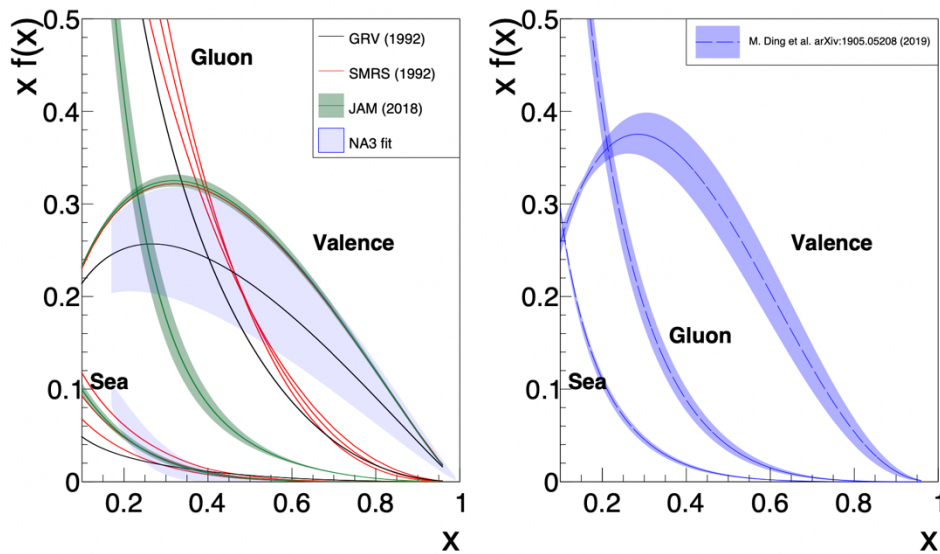 x f(x)
0.5
0.4
0.3
0.2
0.1
0
Gluon
Valence
Sea
GRV (1992)
SMRS (1992)
JAM (2018)
NA3 fit
0.2 0.4 0.6 0.8 1
X
x f(x)
0.5
0.4
0.3
0.2
0.1
0
M. Ding et al. arXiv:1905.05208 (2019)
Valence
Gluon
Sea
0.2 0.4 0.6 0.8 1
X